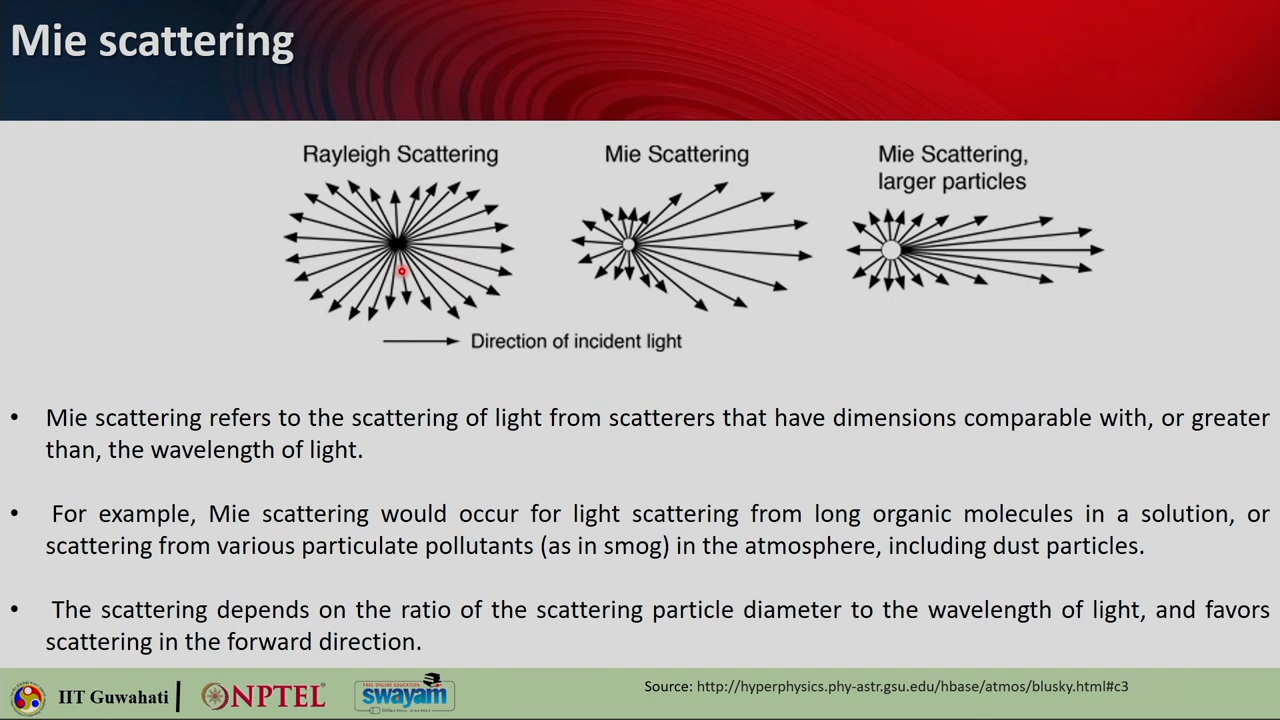 Mie scattering
Rayleigh Scattering
Mie Scattering
Mie Scattering,
larger particles
Direction of incident light
• Mie scattering refers to the scattering of light from scatterers that have dimensions comparable with, or greater
than, the wavelength of light.
• For example, Mie scattering would occur for light scattering from long organic molecules in a solution, or
scattering from various particulate pollutants (as in smog) in the atmosphere, including dust particles.
• The scattering depends on the ratio of the scattering particle diameter to the wavelength of light, and favors
scattering in the forward direction.
IIT Guwahati
NPTEL
FREE ONLINE EDUCATION
swayam
Source: http://hyperphysics.phy-astr.gsu.edu/hbase/atmos/blusky.html#c3